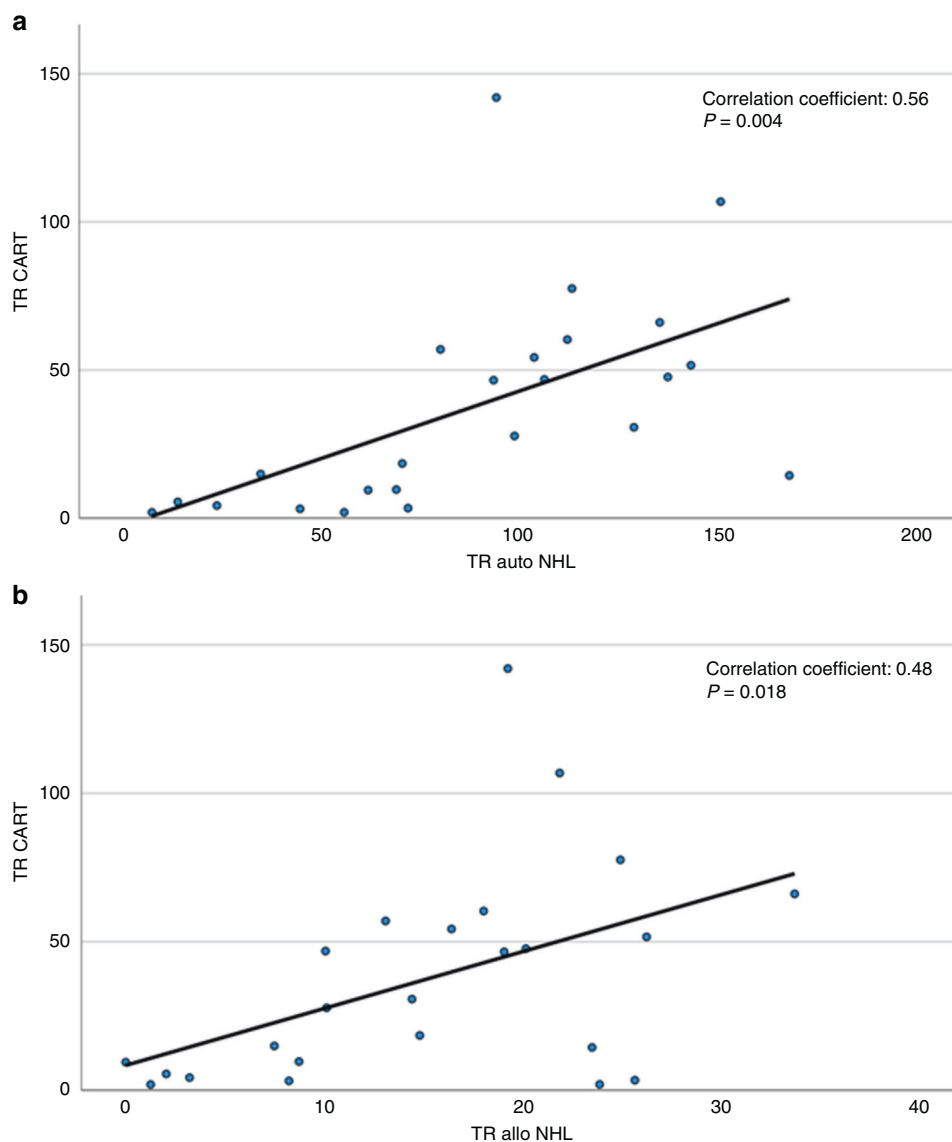 a
150
Correlation coefficient: 0.56
P = 0.004
100
TR CART
50
0
0 50 100 150 200
TR auto NHL
b
150
Correlation coefficient: 0.48
P = 0.018
100
TR CART
50
0
0 10 20 30 40
TR allo NHL